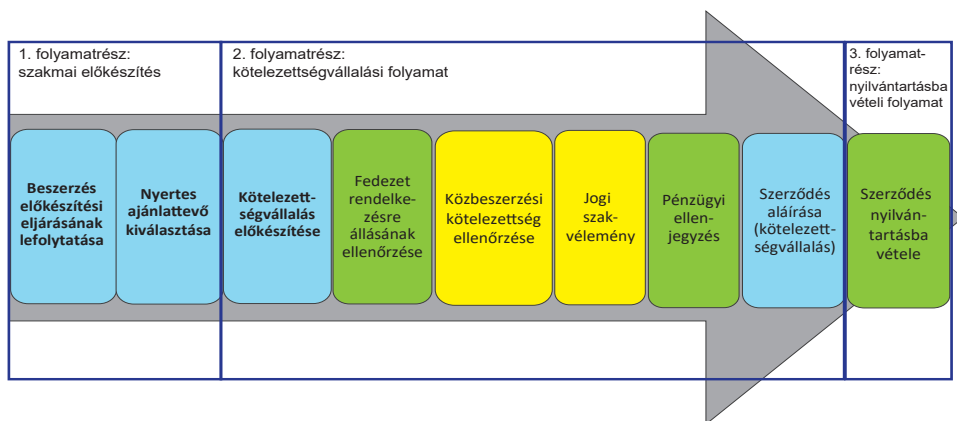 1. folyamatrész:
szakmai előkészítés
2. folyamatrész:
kötelezettségvállalási folyamat
3. folyamat-
rész:
nyilvántartásba
vételi folyamat
Beszerzés
előkészítési
eljárásának
lefolytatása
Nyertes
ajánlattevő
kiválasztása
Kötelezett-
ségvállalás
előkészítése
Fedezet
rendelke-
zésre
állásának
ellenőrzése
Közbeszerzési
kötelezettség
ellenőrzése
Jogi
szak-
vélemény
Pénzügyi
ellen-
jegyzés
Szerződés
aláírása
(kötelezett-
ségvállalás)
Szerződés
nyilván-
tartásba
vétele